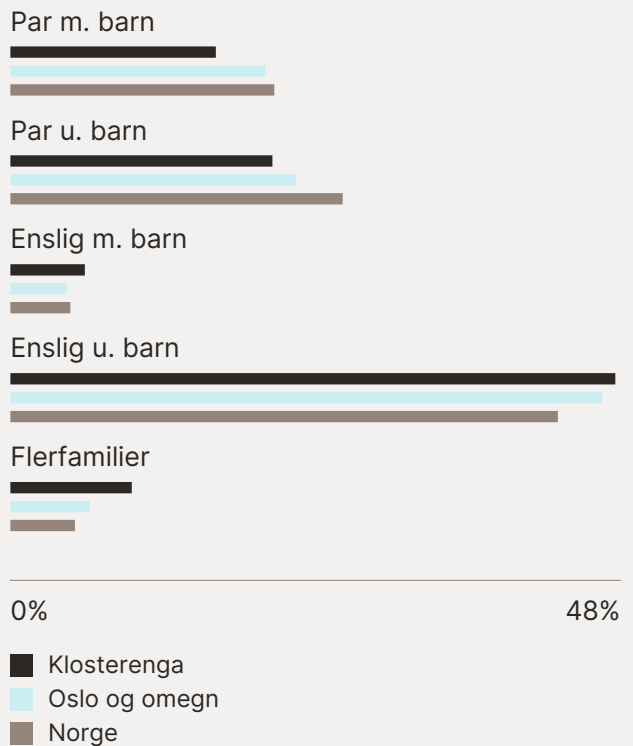 Par m. barn
Par u. barn
Enslig m. barn
Enslig u. barn
Flerfamilier
0% 48%
Klosterenga
Oslo og omegn
Norge